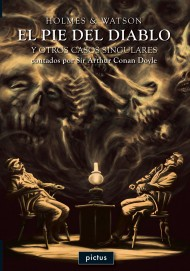 HOLMES & WATSON
EL PIE DEL DIABLO
Y OTROS CASOS SINGULARES
contados por Sir Arthur Conan Doyle
pictus